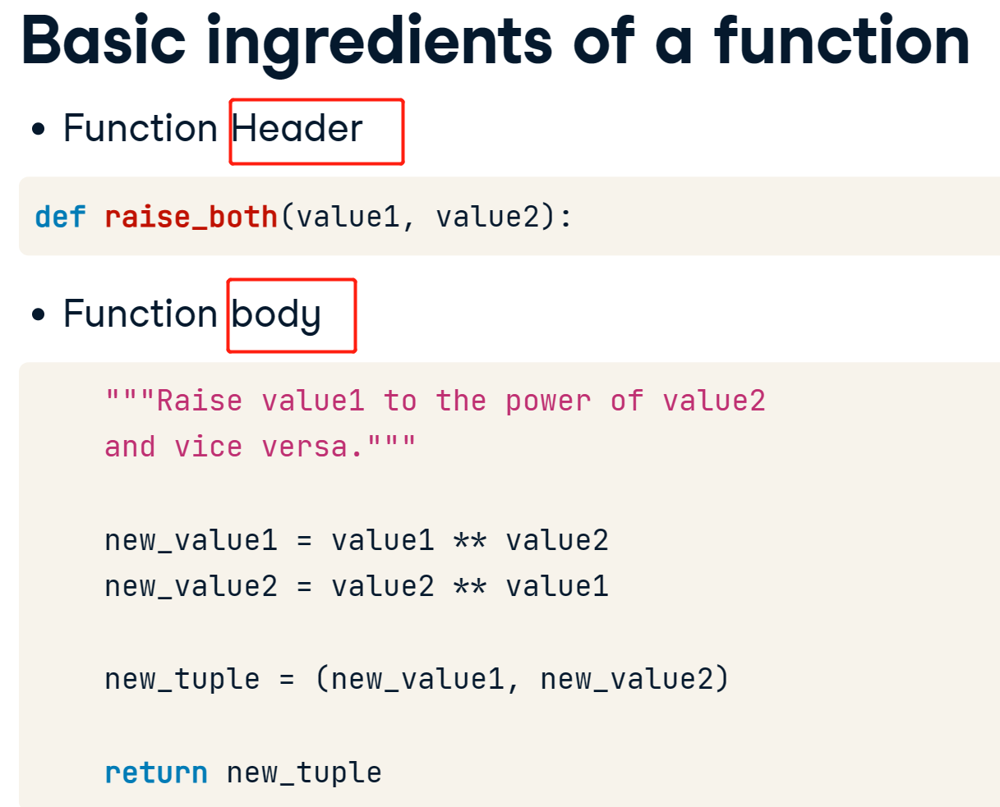 Basic ingredients of a function
• Function Header
def raise_both(value1, value2):
• Function body
"""Raise value1 to the power of value2
and vice versa."""
new_value1 = value1 ** value2
new_value2 = value2 ** value1
new_tuple = (new_value1, new_value2)
return new_tuple